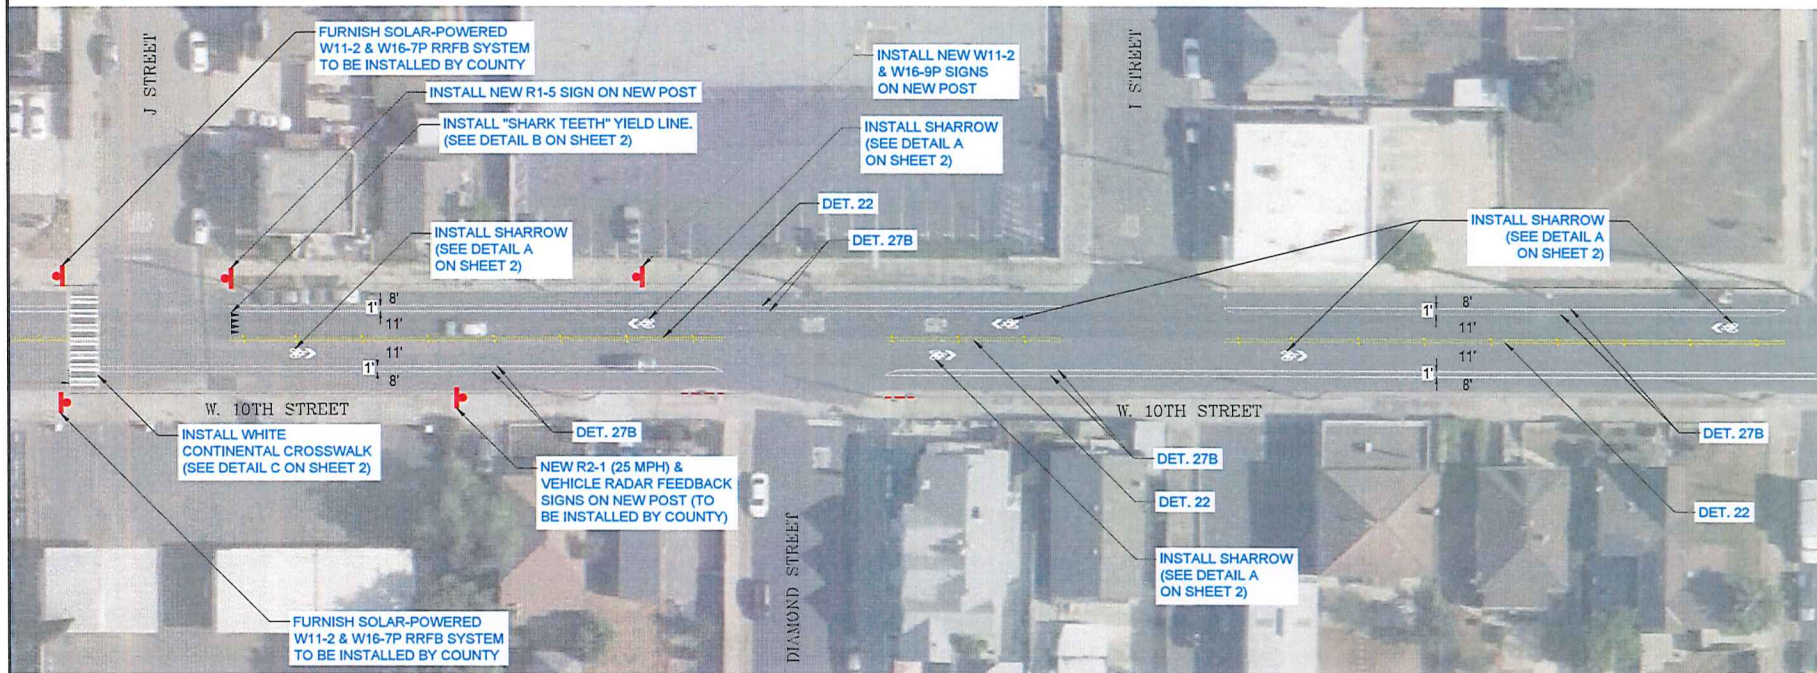 J STREET
FURNISH SOLAR-POWERED
W11-2 & W16-7P RRFB SYSTEM
TO BE INSTALLED BY COUNTY
INSTALL NEW R1-5 SIGN ON NEW POST
INSTALL "SHARK TEETH" YIELD LINE.
(SEE DETAIL B ON SHEET 2)
INSTALL NEW W11-2
& W16-9P SIGNS
ON NEW POST
INSTALL SHARROW
(SEE DETAIL A
ON SHEET 2)
I STREET
DET. 22
DET. 27B
INSTALL SHARROW
(SEE DETAIL A
ON SHEET 2)
INSTALL SHARROW
(SEE DETAIL A
ON SHEET 2)
8'
1'
11'
11'
1'
8'
8'
1'
11'
11'
1'
8'
W. 10TH STREET
W. 10TH STREET
INSTALL WHITE
CONTINENTAL CROSSWALK
(SEE DETAIL C ON SHEET 2)
DET. 27B
NEW R2-1 (25 MPH) &
VEHICLE RADAR FEEDBACK
SIGNS ON NEW POST (TO
BE INSTALLED BY COUNTY)
DET. 27B
DET. 22
DET. 27B
DET. 22
DIAMOND STREET
INSTALL SHARROW
(SEE DETAIL A
ON SHEET 2)
FURNISH SOLAR-POWERED
W11-2 & W16-7P RRFB SYSTEM
TO BE INSTALLED BY COUNTY